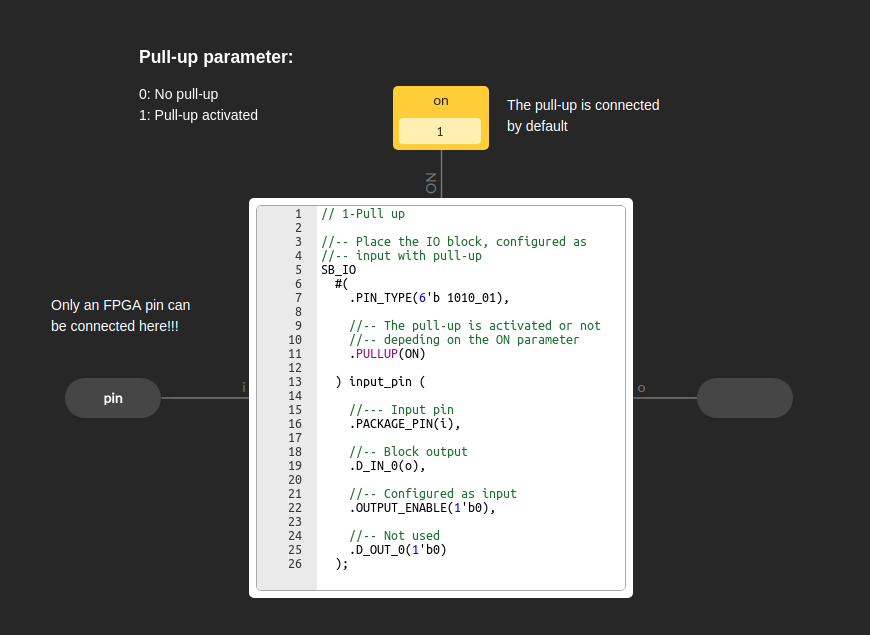 Pull-up parameter:
0: No pull-up
1: Pull-up activated
on
1
The pull-up is connected
by default
ON
1 // 1-Pull up
2
3 //-- Place the IO block, configured as
4 //-- input with pull-up
5 SB_IO
6 #(
7 .PIN_TYPE(6'b 1010_01),
8
9 //-- The pull-up is activated or not
10 //-- depeding on the ON parameter
11 .PULLUP(ON)
12
13 ) input_pin (
14
15 //--- Input pin
16 .PACKAGE_PIN(i),
17
18 //-- Block output
19 .D_IN_0(o),
20
21 //-- Configured as input
22 .OUTPUT_ENABLE(1'b0),
23
24 //-- Not used
25 .D_OUT_0(1'b0)
26 );
Only an FPGA pin can
be connected here!!!
pin
i
o